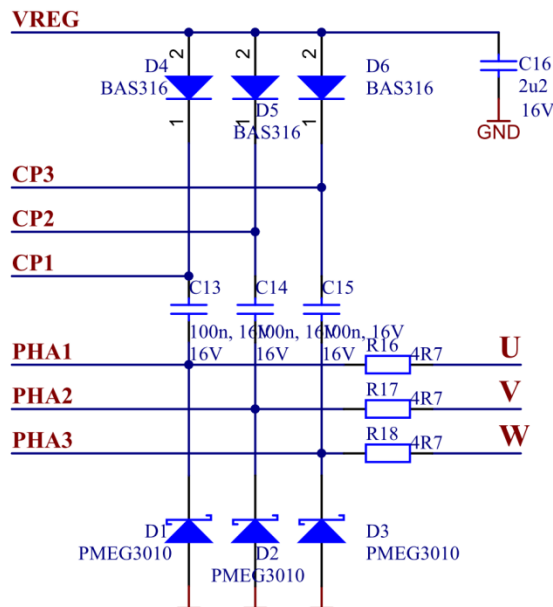 VREG
2
2
2
D4
BAS316
D5
BAS316
D6
BAS316
C16
2u2
16V
GND
1
1
1
CP3
CP2
CP1
C13
100n, 16V
16V
C14
100n, 16V
16V
C15
100n, 16V
16V
PHA1
R16
4R7
U
PHA2
R17
4R7
V
PHA3
R18
4R7
W
D1
PMEG3010
D2
PMEG3010
D3
PMEG3010